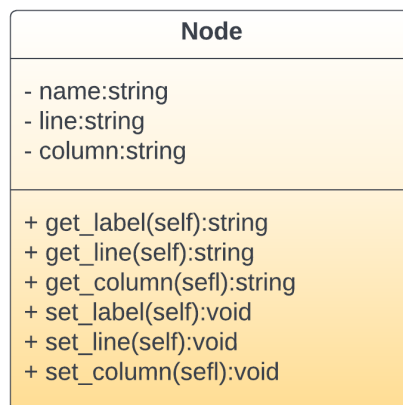 Node
- name:string
- line:string
- column:string
+ get_label(self):string
+ get_line(self):string
+ get_column(sefl):string
+ set_label(self):void
+ set_line(self):void
+ set_column(sefl):void